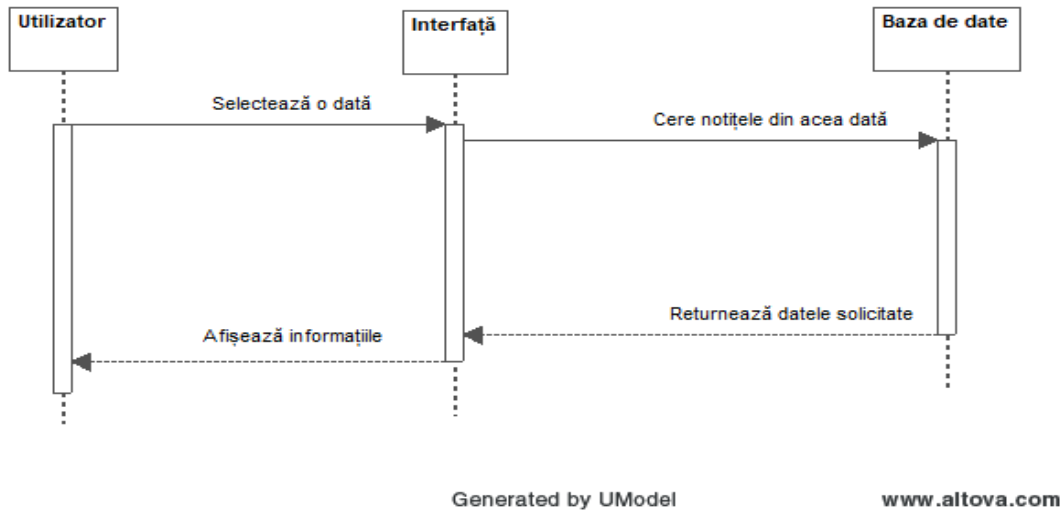 Utilizator
Interfață
Baza de date
Selectează o dată
Cere notițele din acea dată
Returnează datele solicitate
Afișează informațiile
Generated by UModel
www.altova.com